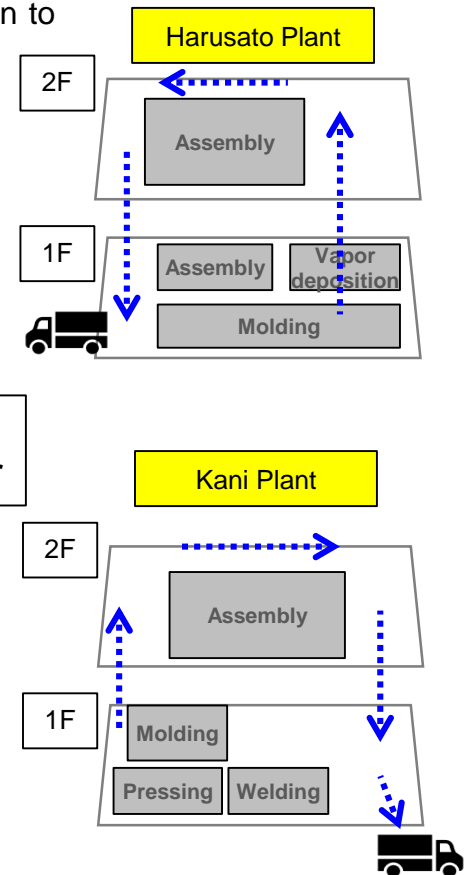 n to
Harusato Plant
2F
Assembly
1F
Assembly
Vapor
deposition
Molding
Kani Plant
2F
Assembly
1F
Molding
Pressing
Welding